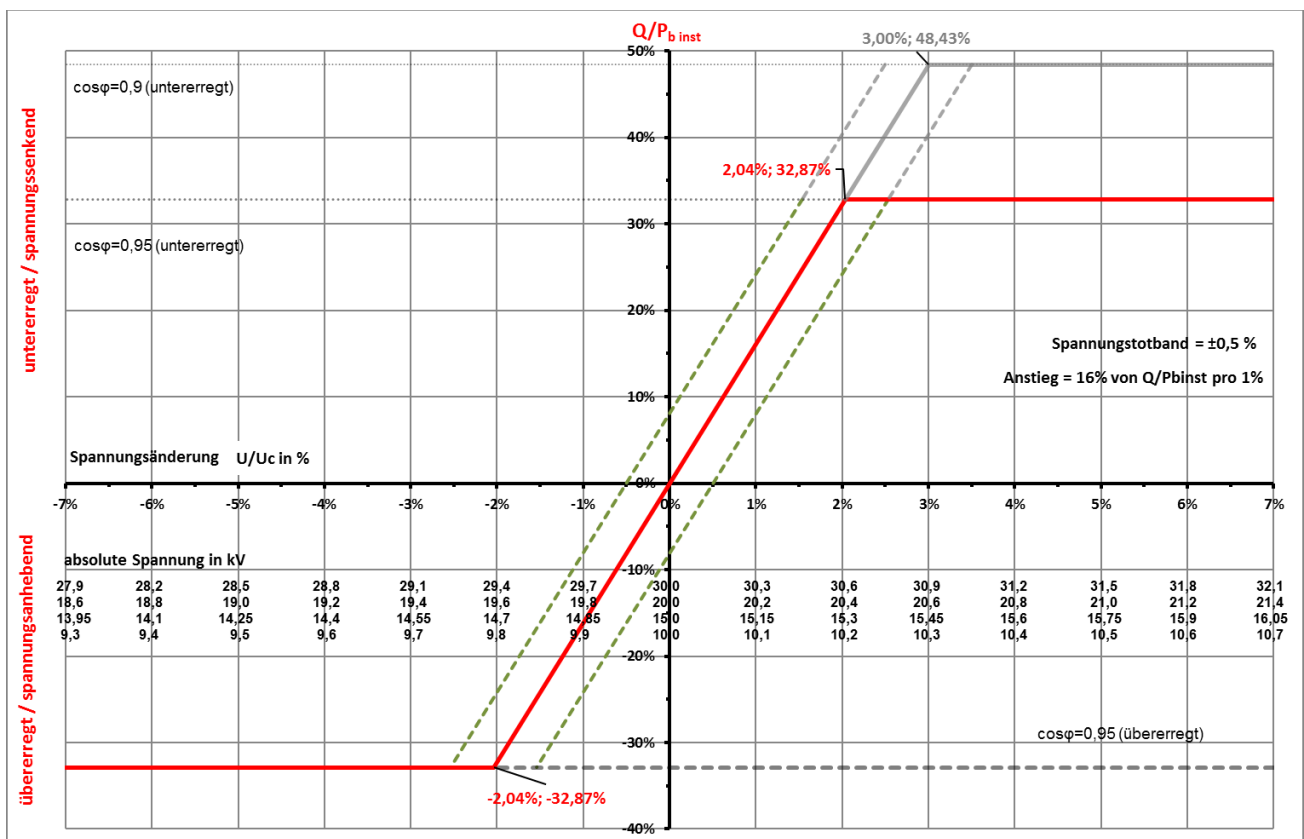 Q/Pb inst
3,00%; 48,43%
50%
cosφ=0,9 (untererregt)
untererregt / spannungssenkend
40%
2,04%; 32,87%
30%
cosφ=0,95 (untererregt)
20%
Spannungstotband = ±0,5 %
Anstieg = 16% von Q/Pbinst pro 1%
10%
Spannungsänderung U/Uc in %
0%
-7% -6% -5% -4% -3% -2% -1% 0% 1% 2% 3% 4% 5% 6% 7%
übererregt / spannungsanhebend
absolute Spannung in kV
-10%
27,9 28,2 28,5 28,8 29,1 29,4 29,7 30,0 30,3 30,6 30,9 31,2 31,5 31,8 32,1
18,6 18,8 19,0 19,2 19,4 19,6 19,8 20,0 20,2 20,4 20,6 20,8 21,0 21,2 21,4
13,95 14,1 14,25 14,4 14,55 14,7 14,85 15,0 15,15 15,3 15,45 15,6 15,75 15,9 16,05
9,3 9,4 9,5 9,6 9,7 9,8 9,9 10,0 10,1 10,2 10,3 10,4 10,5 10,6 10,7
-20%
-30%
cosφ=0,95 (übererregt)
-2,04%; -32,87%
-40%